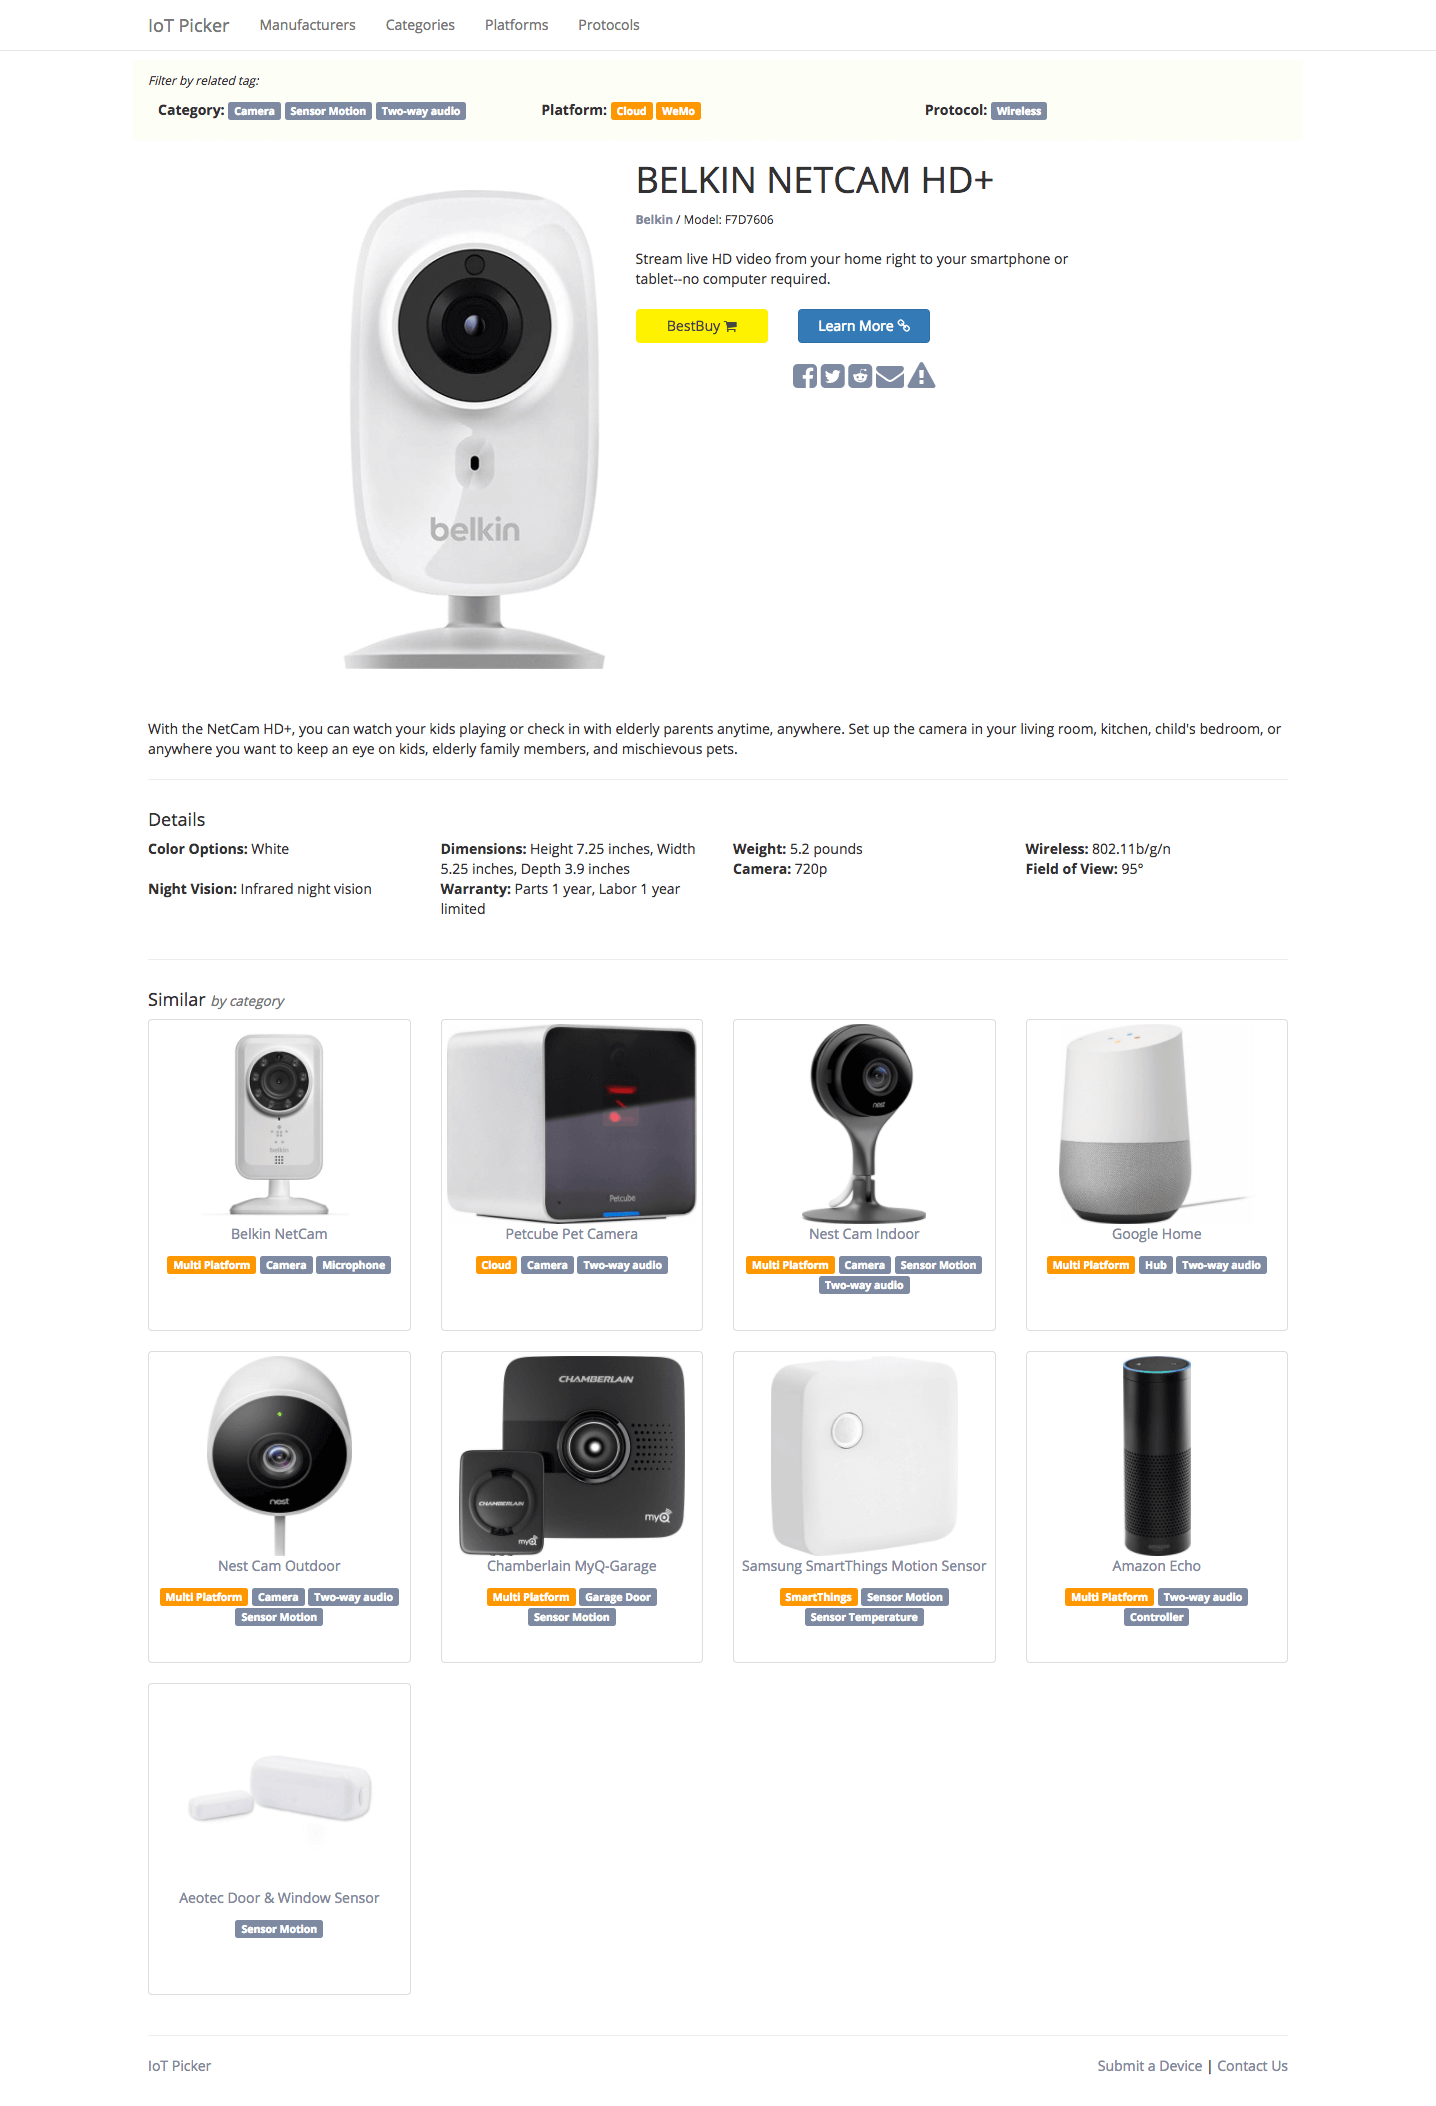 IoT Picker Manufacturers Categories Platforms Protocols
Filter by related tag:
Category: Camera Sensor Motion Two-way audio Platform: Cloud WeMo Protocol: Wireless
BELKIN NETCAM HD+
Belkin / Model: F7D7606
Stream live HD video from your home right to your smartphone or
tablet--no computer required.
BestBuy Learn More
belkin
With the NetCam HD+, you can watch your kids playing or check in with elderly parents anytime, anywhere. Set up the camera in your living room, kitchen, child's bedroom, or
anywhere you want to keep an eye on kids, elderly family members, and mischievous pets.
Details
Color Options: White
Night Vision: Infrared night vision
Dimensions: Height 7.25 inches, Width
5.25 inches, Depth 3.9 inches
Warranty: Parts 1 year, Labor 1 year
limited
Weight: 5.2 pounds
Camera: 720p
Wireless: 802.11b/g/n
Field of View: 95°
Similar by category
belkin
Belkin NetCam
Multi Platform Camera Microphone
Petcube
Petcube Pet Camera
Cloud Camera Two-way audio
nest
Nest Cam Indoor
Multi Platform Camera Sensor Motion
Two-way audio
Google Home
Multi Platform Hub Two-way audio
nest
Nest Cam Outdoor
Multi Platform Camera Two-way audio
Sensor Motion
CHAMBERLAIN
CHAMBERLAIN
myQ
myQ
Chamberlain MyQ-Garage
Multi Platform Garage Door
Sensor Motion
Samsung SmartThings Motion Sensor
SmartThings Sensor Motion
Sensor Temperature
Amazon Echo
Multi Platform Two-way audio
Controller
Aeotec Door & Window Sensor
Sensor Motion
IoT Picker Submit a Device | Contact Us